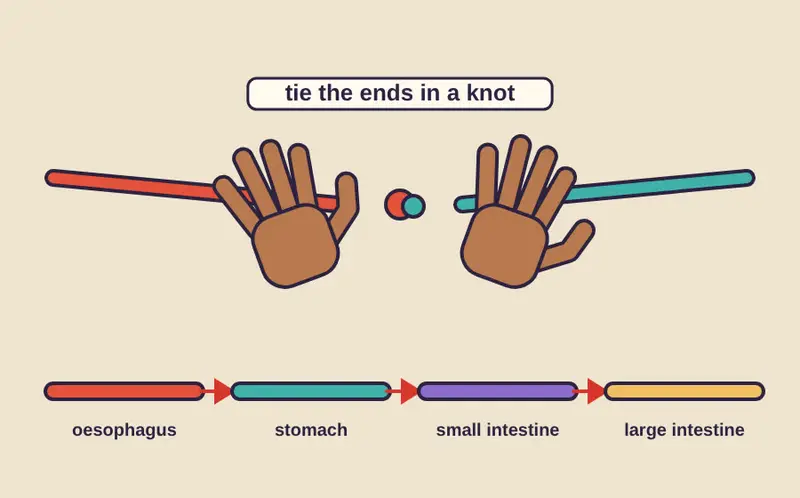 tie the ends in a knot
oesophagus stomach small intestine large intestine